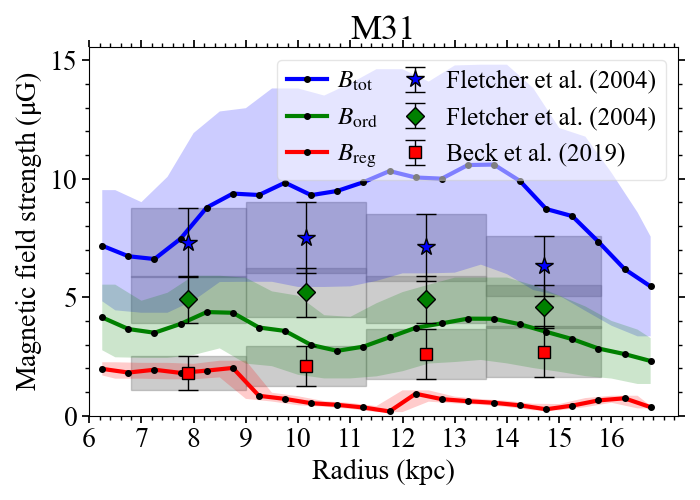 M31
Magnetic field strength (μG)
15
10
5
0
B_tot
B_ord
B_reg
Fletcher et al. (2004)
Fletcher et al. (2004)
Beck et al. (2019)
6 7 8 9 10 11 12 13 14 15 16
Radius (kpc)